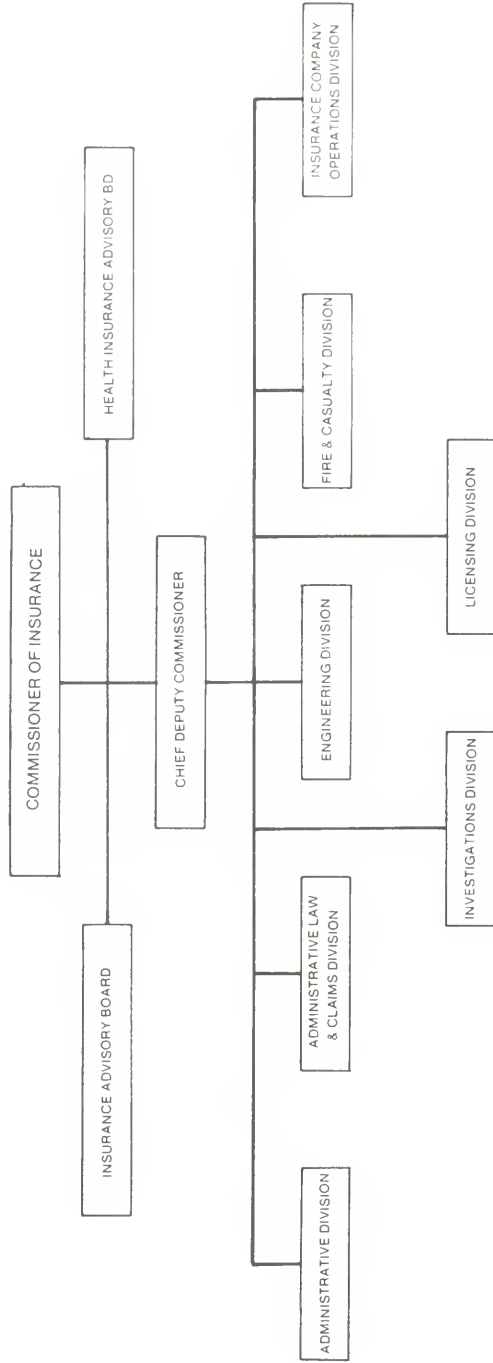 COMMISSIONER OF INSURANCE
INSURANCE ADVISORY BOARD
HEALTH INSURANCE ADVISORY BD
CHIEF DEPUTY COMMISSIONER
ADMINISTRATIVE DIVISION
ADMINISTRATIVE LAW
& CLAIMS DIVISION
ENGINEERING DIVISION
FIRE & CASUALTY DIVISION
INSURANCE COMPANY
OPERATIONS DIVISION
INVESTIGATIONS DIVISION
LICENSING DIVISION